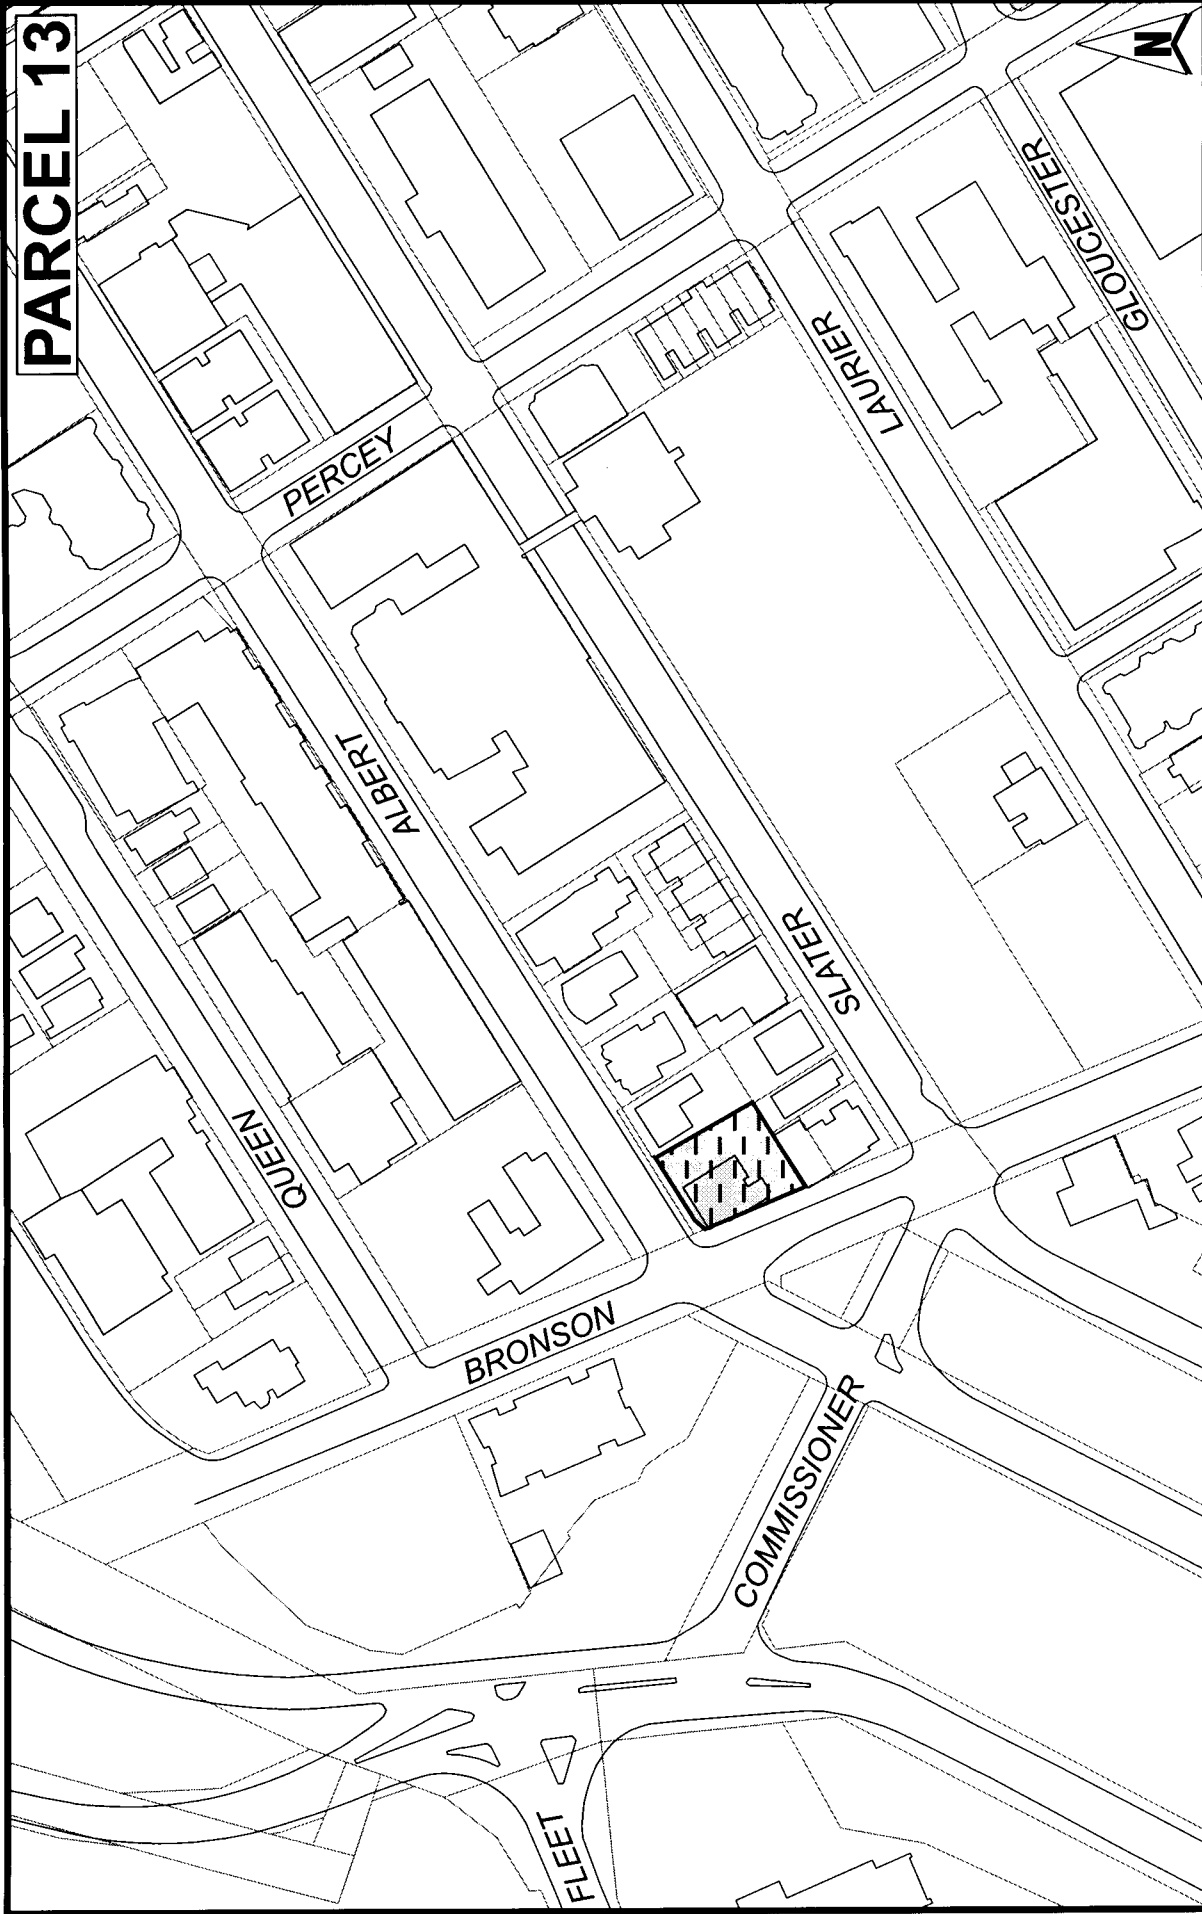 PARCEL 13
N
GLOUCESTER
LAURIER
PERCEY
ALBERT
SLATER
QUEEN
BRONSON
COMMISSIONER
FLEET